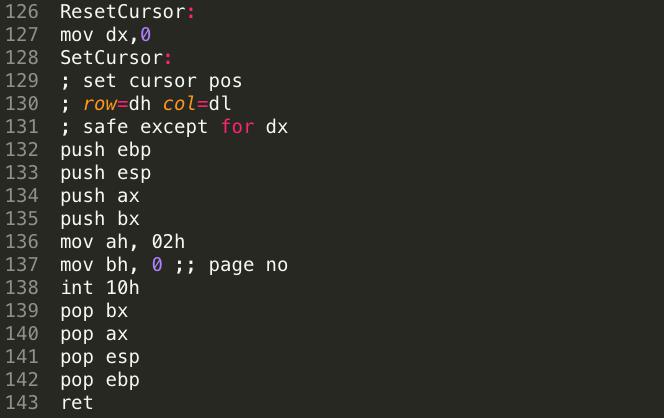 126 ResetCursor:
127 mov dx,0
128 SetCursor:
129 ; set cursor pos
130 ; row=dh col=dl
131 ; safe except for dx
132 push ebp
133 push esp
134 push ax
135 push bx
136 mov ah, 02h
137 mov bh, 0 ;; page no
138 int 10h
139 pop bx
140 pop ax
141 pop esp
142 pop ebp
143 ret